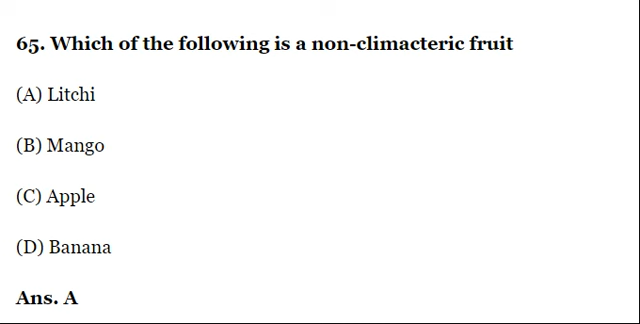 65. Which of the following is a non-climacteric fruit
(A) Litchi
(B) Mango
(C) Apple
(D) Banana
Ans. A